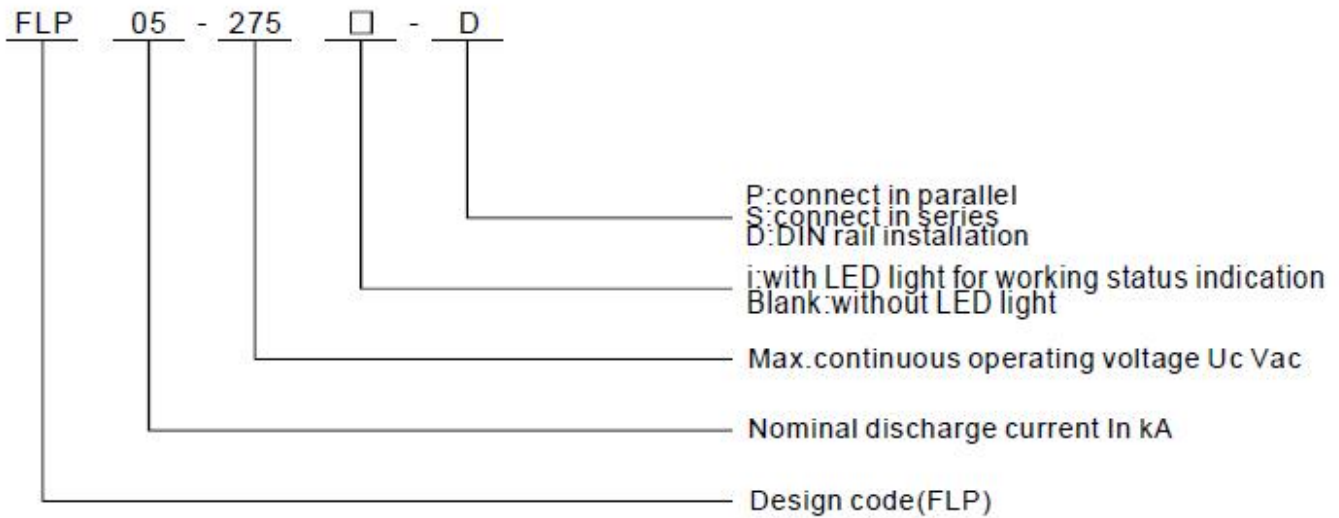 FLP 05 - 275 □ - D
P:connect in parallel
S:connect in series
D:DIN rail installation
i:with LED light for working status indication
Blank:without LED light
Max.continuous operating voltage Uc Vac
Nominal discharge current In kA
Design code(FLP)